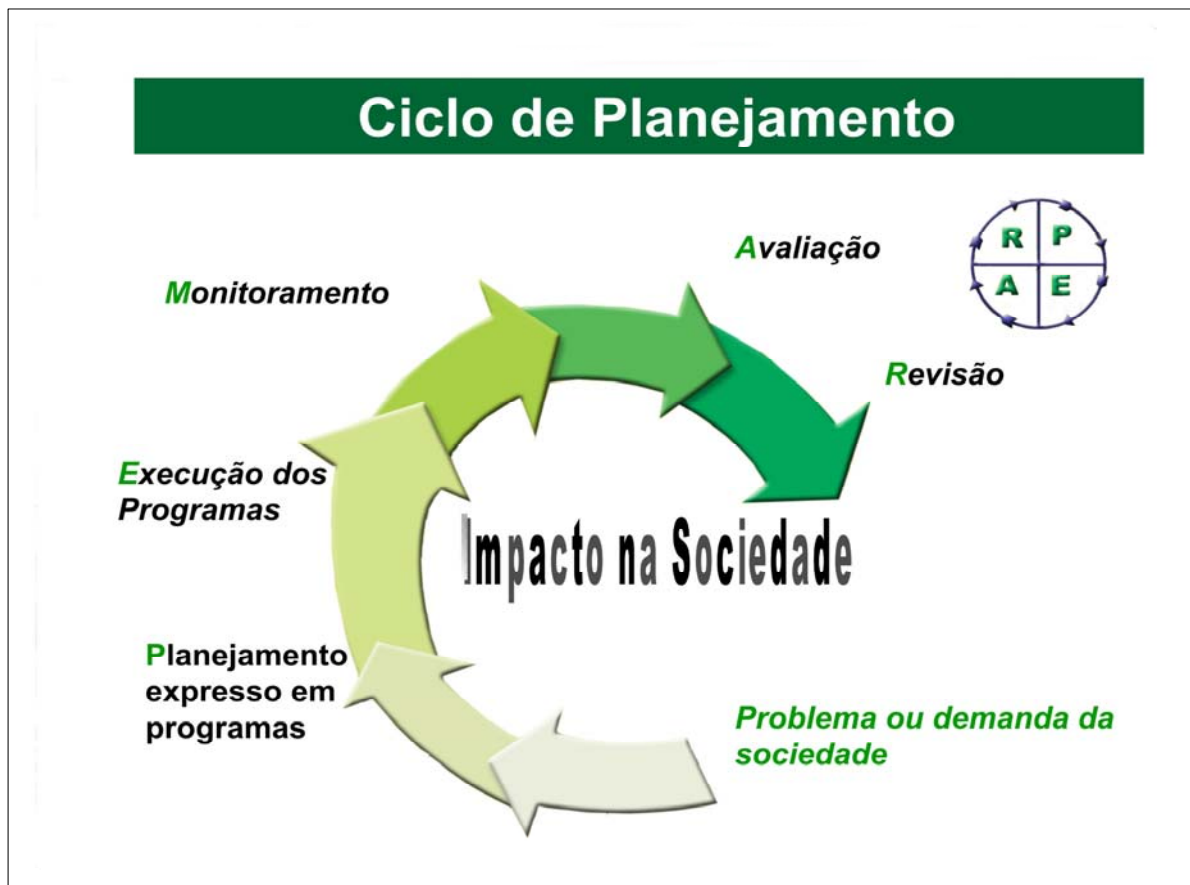 Ciclo de Planejamento
Avaliação
R P
A E
Monitoramento
Revisão
Execução dos
Programas
Impacto na Sociedade
Planejamento
expresso em
programas
Problema ou demanda da
sociedade